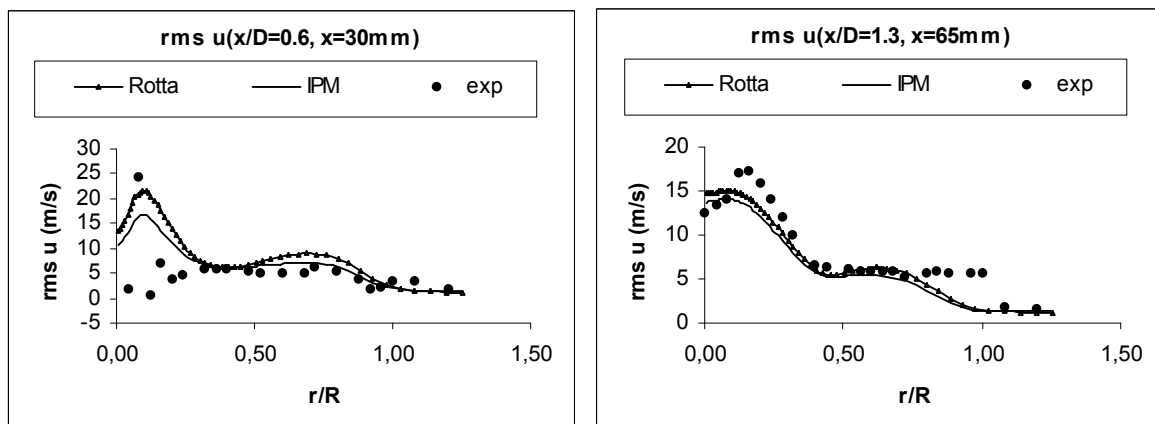 rms u(x/D=0.6, x=30mm)
Rotta IPM exp
30
25
20
15
10
5
0
-5
rms u (m/s)
0,00 0,50 1,00 1,50
r/R
rms u(x/D=1.3, x=65mm)
Rotta IPM exp
20
15
10
5
0
rms u (m/s)
0,00 0,50 1,00 1,50
r/R